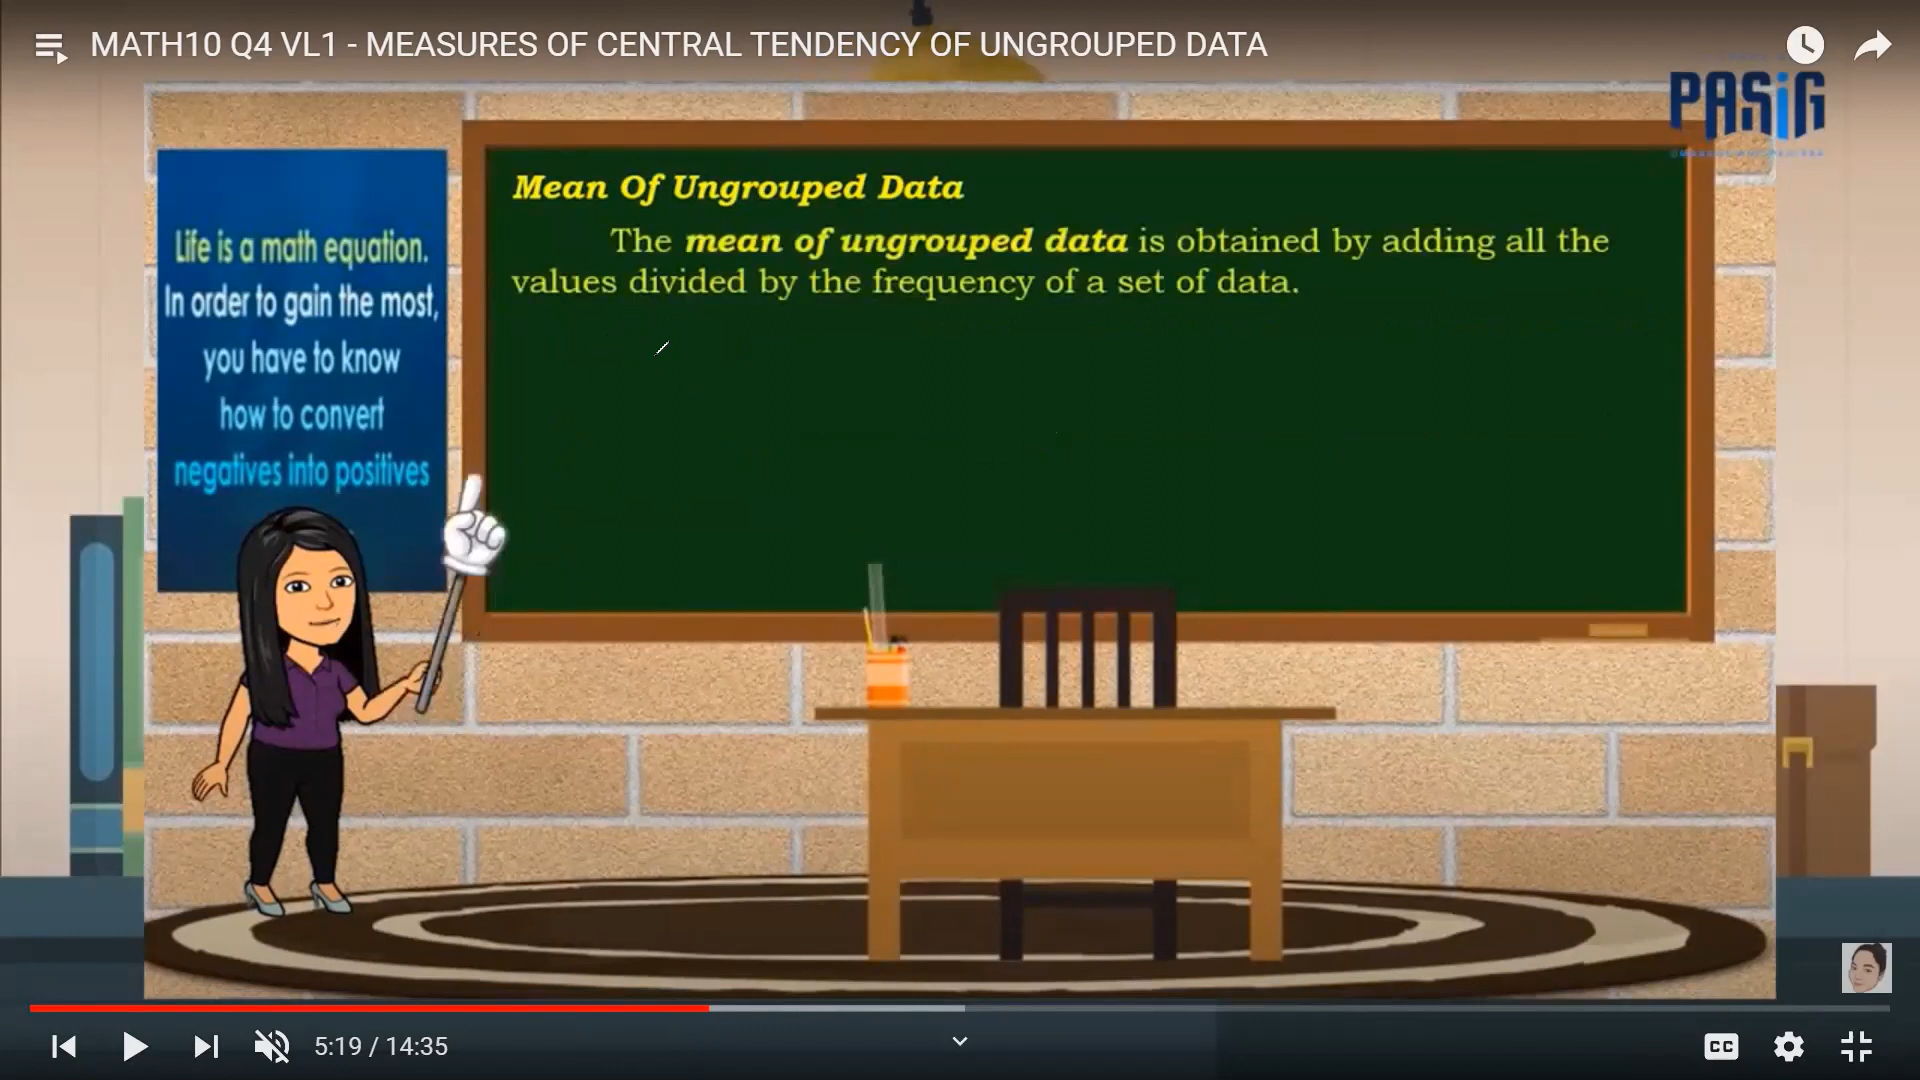 MATH10 Q4 VL1 - MEASURES OF CENTRAL TENDENCY OF UNGROUPED DATA
PASiG
Life is a math equation.
In order to gain the most,
you have to know
how to convert
negatives into positives
Mean Of Ungrouped Data
The mean of ungrouped data is obtained by adding all the
values divided by the frequency of a set of data.
5:19 / 14:35
CC